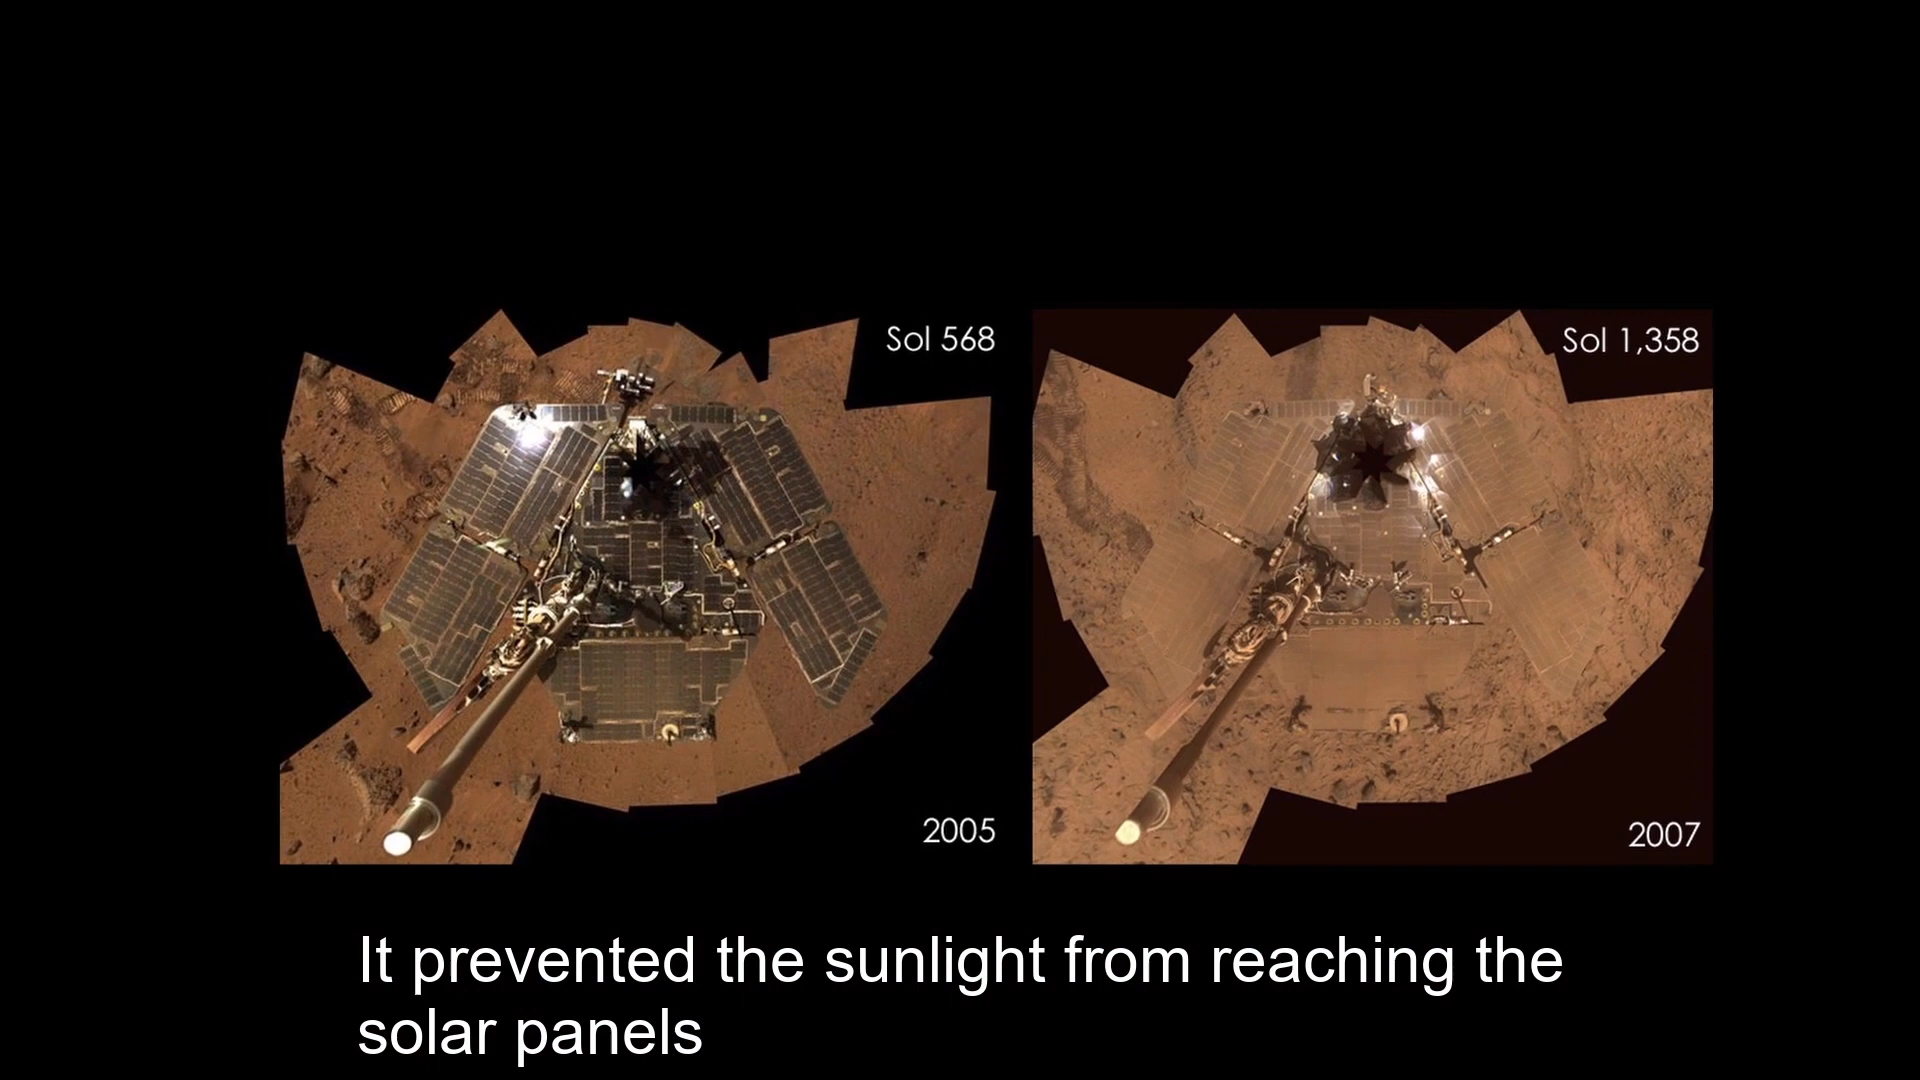 Sol 568
Sol 1,358
2005
2007
It prevented the sunlight from reaching the
solar panels